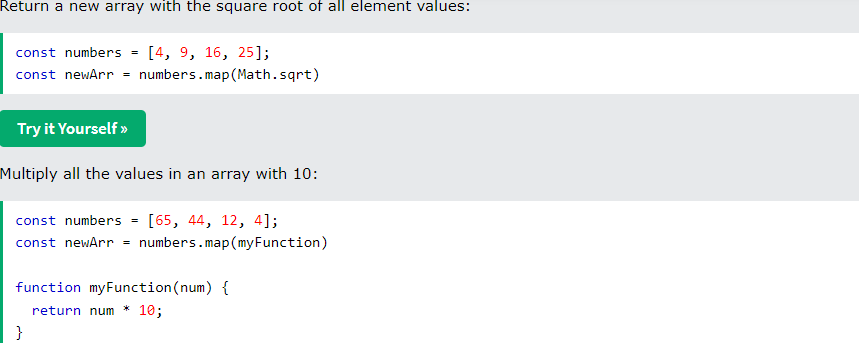 Return a new array with the square root of all element values:
const numbers = [4, 9, 16, 25];
const newArr = numbers.map(Math.sqrt)
Try it Yourself »
Multiply all the values in an array with 10:
const numbers = [65, 44, 12, 4];
const newArr = numbers.map(myFunction)
function myFunction(num) {
  return num * 10;
}